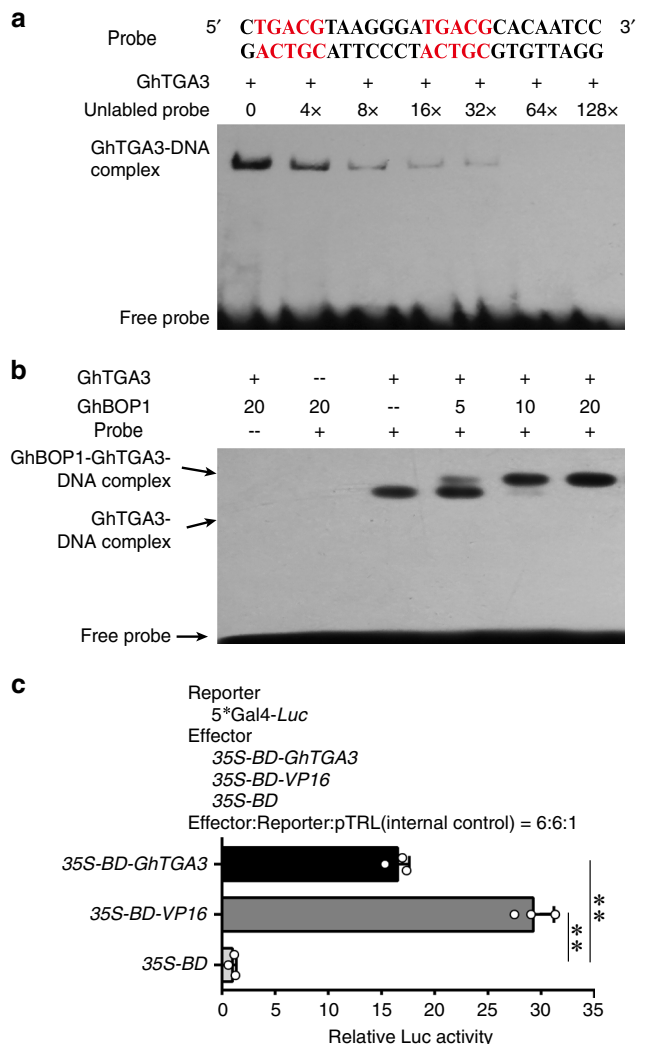 a
Probe
5′ CTGACGTAAGGGATGACGCACAATCC 3′
GACTGCATTCCCTACTGCGTGTTAGG
GhTGA3 + + + + + + +
Unlabled probe 0 4× 8× 16× 32× 64× 128×
GhTGA3-DNA
complex
Free probe
b
GhTGA3 + -- + + + +
GhBOP1 20 20 -- 5 10 20
Probe -- + + + + +
GhBOP1-GhTGA3-
DNA complex
GhTGA3-
DNA complex
Free probe
c
Reporter
5*Gal4-Luc
Effector
35S-BD-GhTGA3
35S-BD-VP16
35S-BD
Effector:Reporter:pTRL(internal control) = 6:6:1
35S-BD-GhTGA3
35S-BD-VP16
35S-BD
**
**
0 5 10 15 20 25 30 35
Relative Luc activity